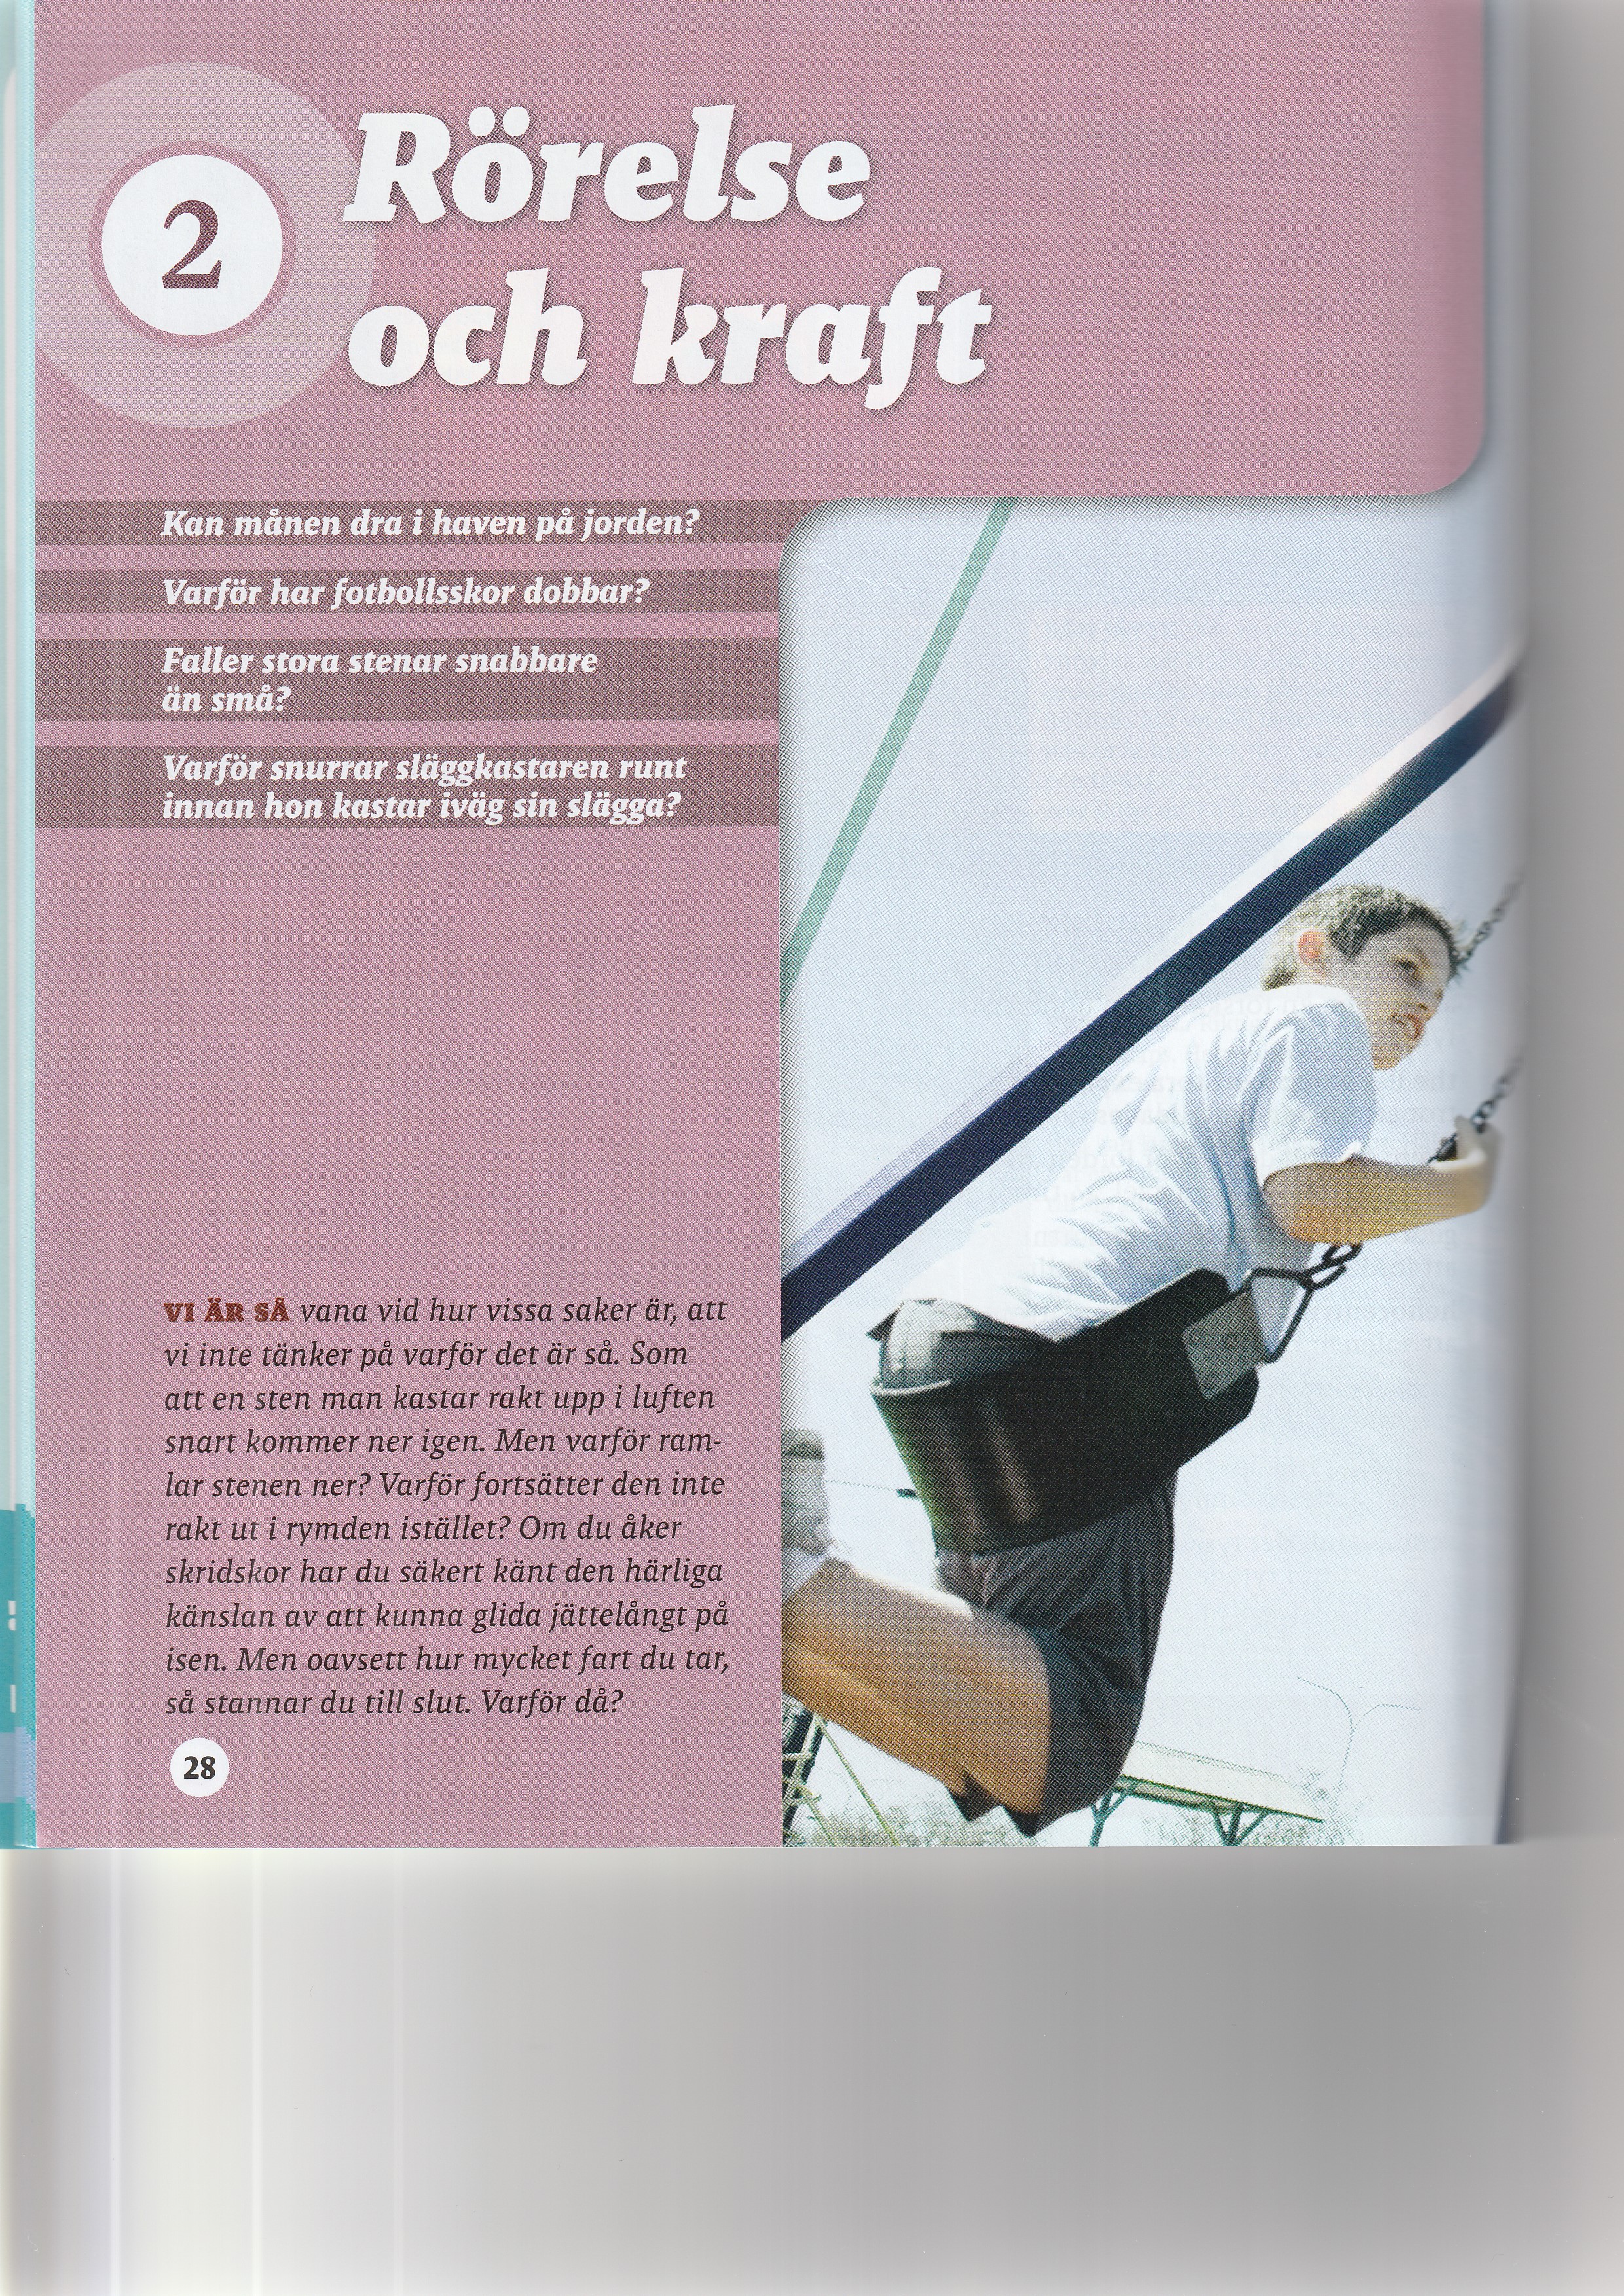 2
Rörelse
och kraft
Kan månen dra i haven på jorden?
Varför har fotbollsskor dobbar?
Faller stora stenar snabbare
än små?
Varför snurrar släggkastaren runt
innan hon kastar iväg sin slägga?
VI ÄR SÅ vana vid hur vissa saker är, att
vi inte tänker på varför det är så. Som
att en sten man kastar rakt upp i luften
snart kommer ner igen. Men varför ram-
lar stenen ner? Varför fortsätter den inte
rakt ut i rymden istället? Om du åker
skridskor har du säkert känt den härliga
känslan av att kunna glida jättelångt på
isen. Men oavsett hur mycket fart du tar,
så stannar du till slut. Varför då?
28